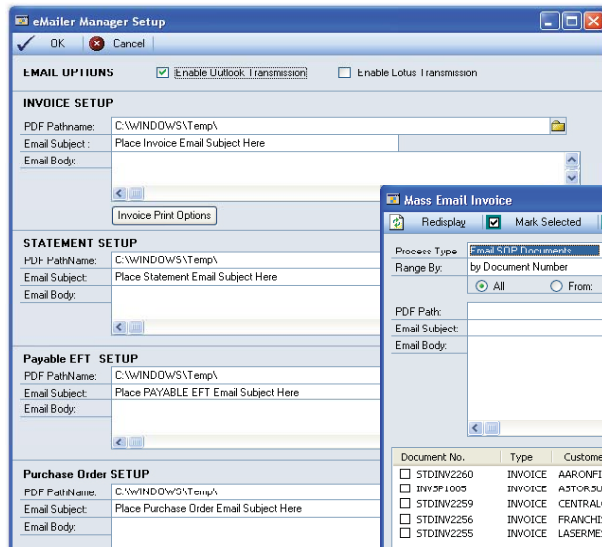 eMailer Manager Setup
OK Cancel
EMAIL OPTIONS Enable Outlook Transmission Enable Lotus Transmission
INVOICE SETUP
PDF Pathname: C:\WINDOWS\Temp\
Email Subject : Place Invoice Email Subject Here
Email Body:
Invoice Print Options
STATEMENT SETUP
PDF PathName: C:\WINDOWS\Temp\
Email Subject: Place Statement Email Subject Here
Email Body:
Payable EFT SETUP
PDF PathName: C:\WINDOWS\Temp\
Email Subject: Place PAYABLE EFT Email Subject Here
Email Body:
Purchase Order SETUP
PDF PathName: C:\WINDOWS\Temp\
Email Subject: Place Purchase Order Email Subject Here
Email Body:
Mass Email Invoice
Redisplay Mark Selected
Process Type Email SOP Documents
Range By: by Document Number
All From:
PDF Path:
Email Subject:
Email Body:
Document No. Type Custome
STDINV2260 INVOICE AARONFI
INVSP1005 INVOICE ASTORSU
STDINV2259 INVOICE CENTRAL
STDINV2256 INVOICE FRANCHI
STDINV2255 INVOICE LASERME